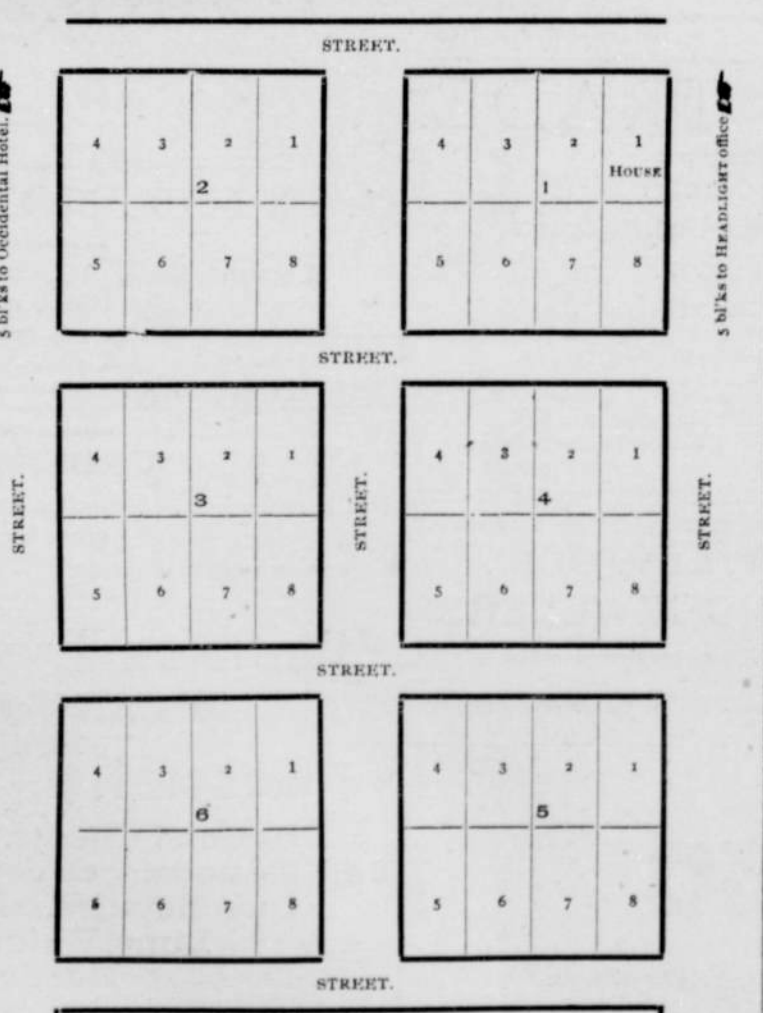 STREET.
5 bl'ks to Occidental Hotel.
4 3 2 1
2
5 6 7 8
4 3 2 1
HOUSE
1
5 6 7 8
5 bl'ks to HEADLIGHT office
STREET.
STREET.
4 3 2 1
3
5 6 7 8
STREET.
4 3 2 1
4
5 6 7 8
STREET.
STREET.
4 3 2 1
6
5 6 7 8
4 3 2 1
5
5 6 7 8
STREET.